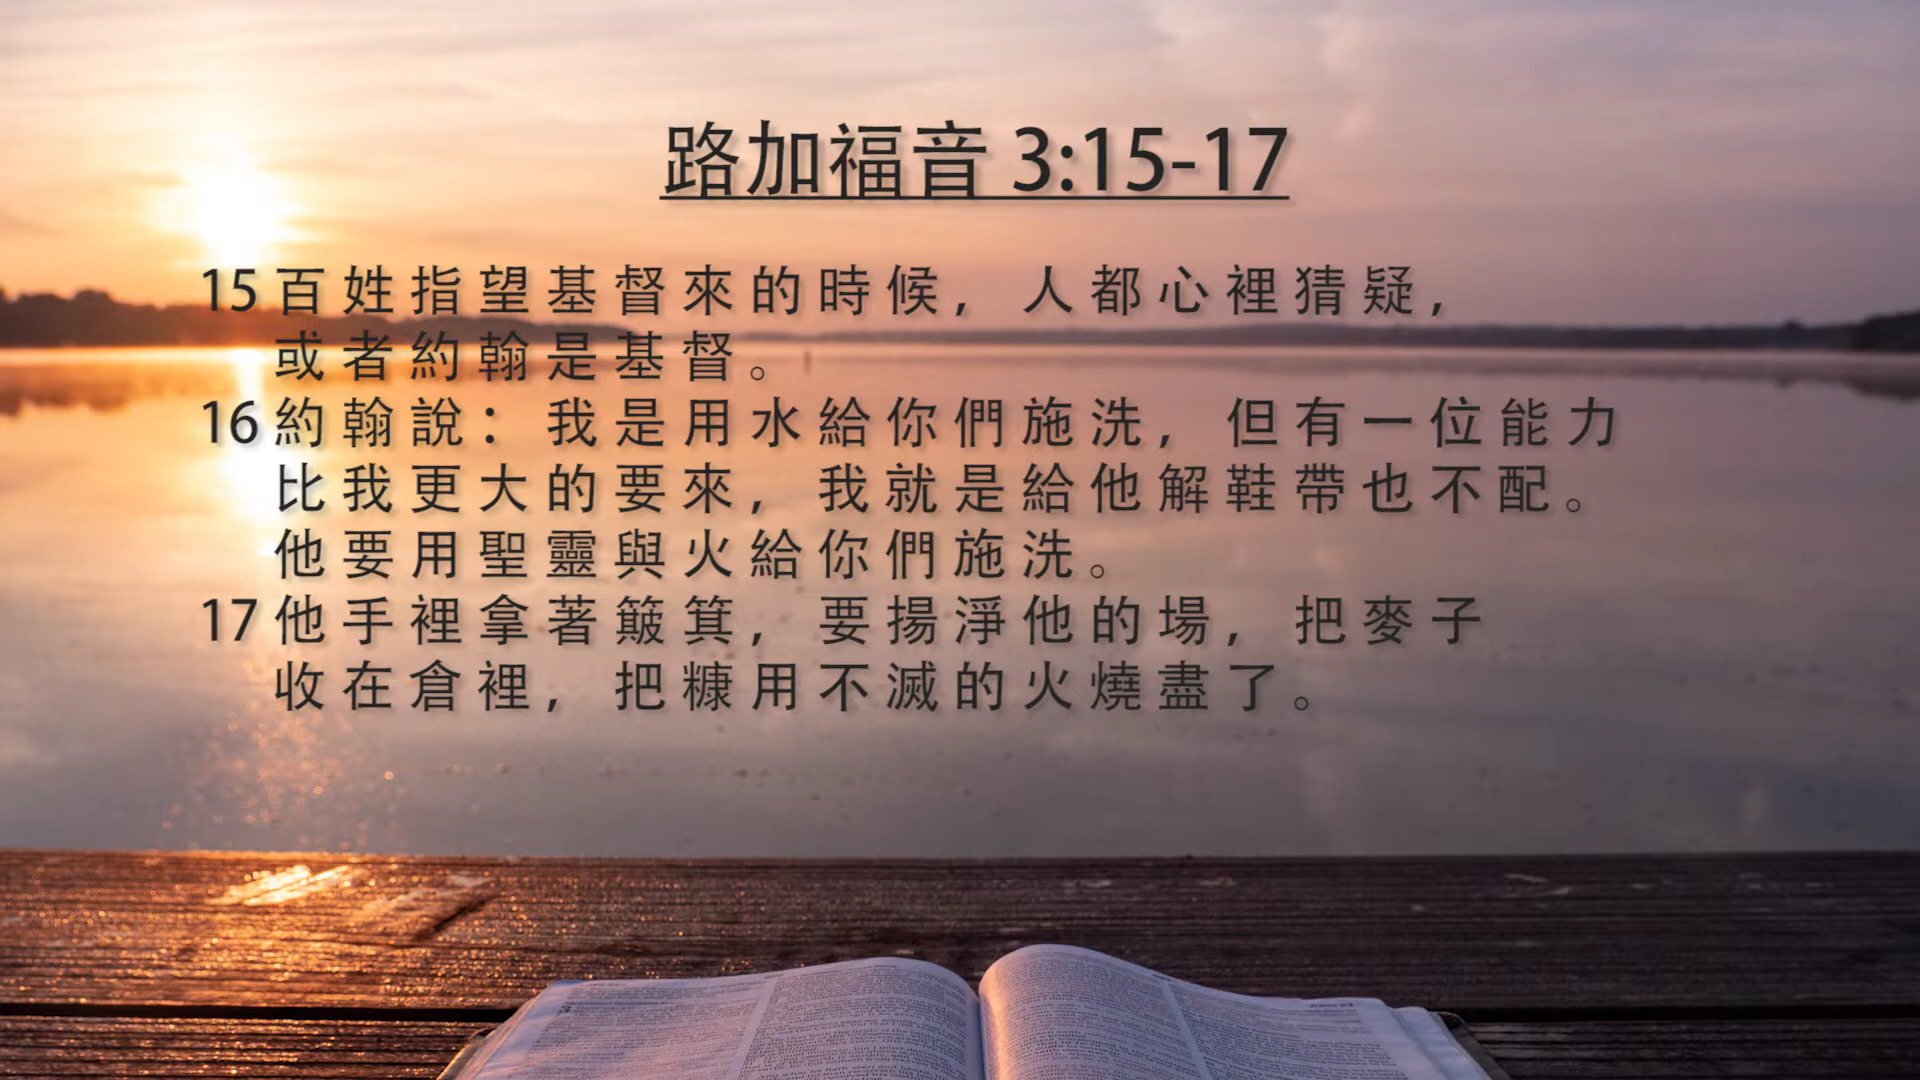 路加福音 3:15-17
15 百姓指望基督來的時候，人都心裡猜疑，
或者約翰是基督。
16 約翰說：我是用水給你們施洗，但有一位能力
比我更大的要來，我就是給他解鞋帶也不配。
他要用聖靈與火給你們施洗。
17 他手裡拿著簸箕，要揚淨他的場，把麥子
收在倉裡，把糠用不滅的火燒盡了。